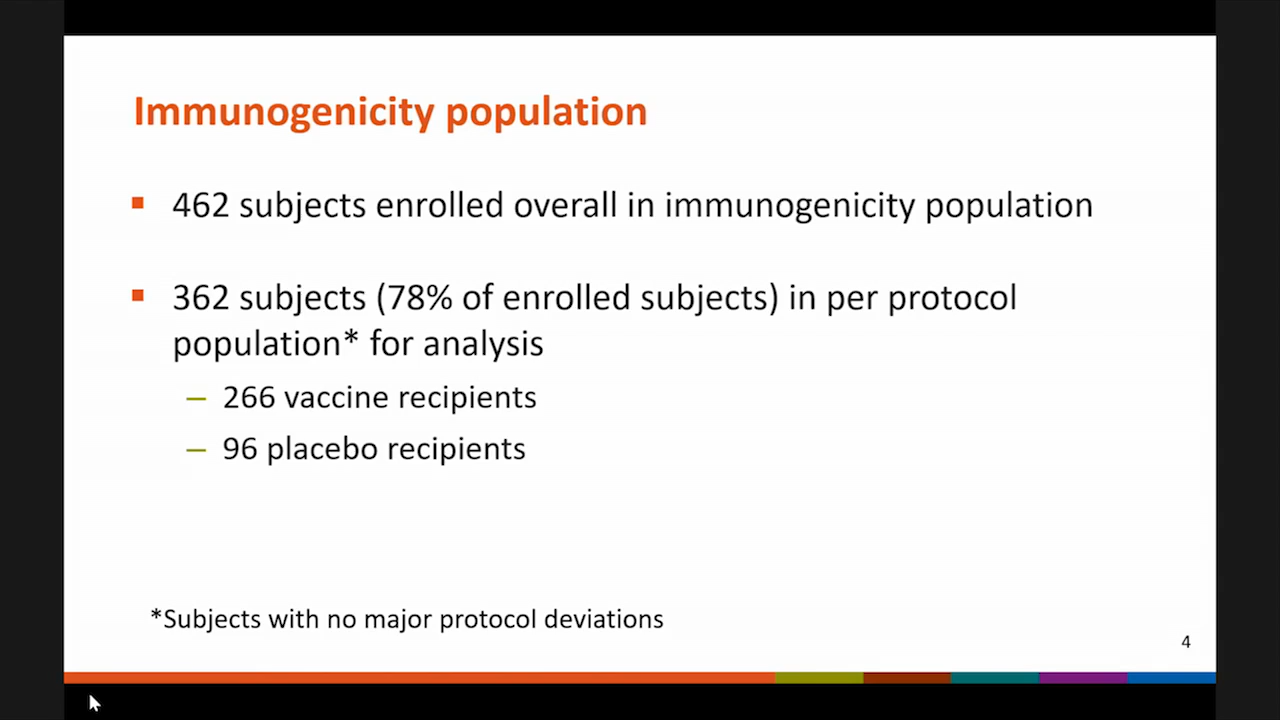 Immunogenicity population
▪ 462 subjects enrolled overall in immunogenicity population
▪ 362 subjects (78% of enrolled subjects) in per protocol
population* for analysis
– 266 vaccine recipients
– 96 placebo recipients
*Subjects with no major protocol deviations
4